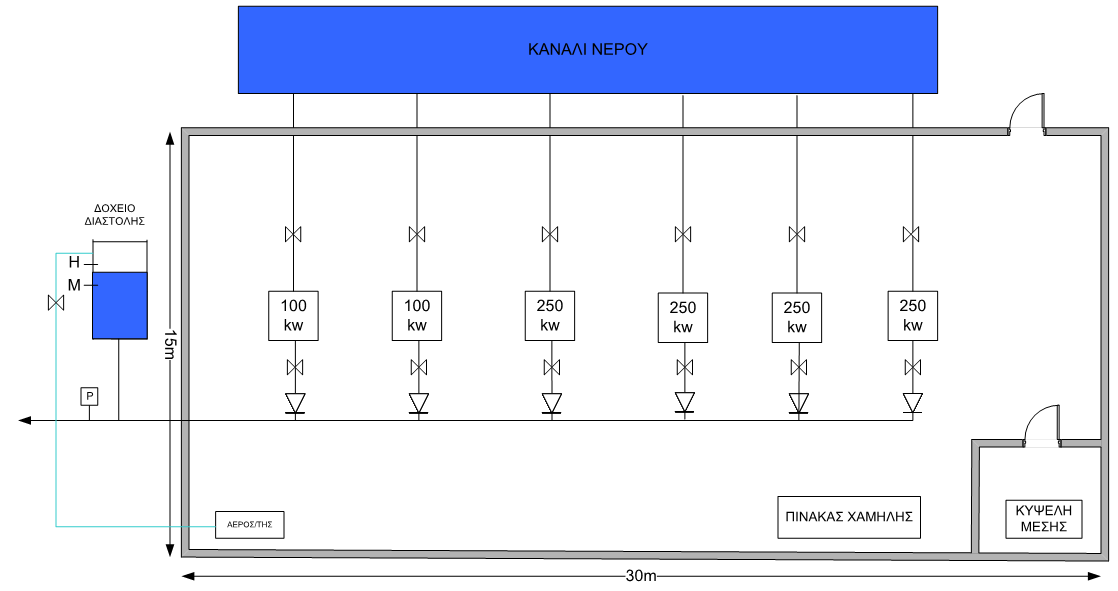 ΚΑΝΑΛΙ ΝΕΡΟΥ
ΔΟΧΕΙΟ
ΔΙΑΣΤΟΛΗΣ
H
M
100
kw
100
kw
250
kw
250
kw
250
kw
250
kw
15m
P
ΑΕΡΟΣ/ΤΗΣ
ΠΙΝΑΚΑΣ ΧΑΜΗΛΗΣ
ΚΥΨΕΛΗ
ΜΕΣΗΣ
30m